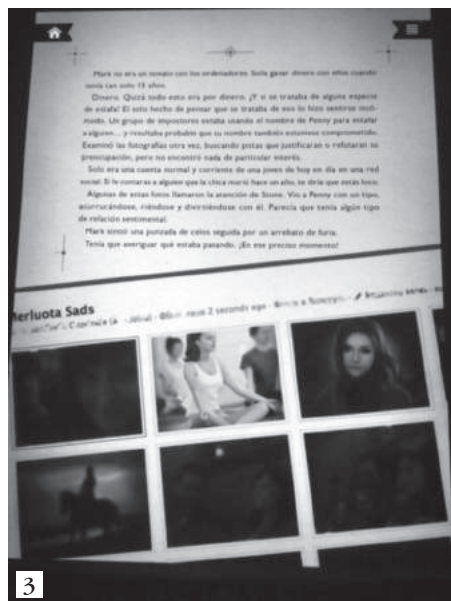 Mark no era un novato con los ordenadores. Solía ganar dinero con ellos cuando
tenía tan solo 15 años.
Dinero. Quizá todo esto era por dinero. ¿Y si se trataba de alguna especie
de estafa? El solo hecho de pensar que se trataba de eso lo hizo sentirse incó-
modo. Un grupo de impostores estaba usando el nombre de Penny para estafar
a alguien... y resultaba probable que su nombre también estuviese comprometido.
Examinó las fotografías otra vez, buscando pistas que justificaran o refutaran su
preocupación, pero no encontró nada de particular interés.
Solo era una cuenta normal y corriente de una joven de hoy en día en una red
social. Si le contaras a alguien que la chica murió hace un año, te diría que estás loco.
Algunas de estas fotos llamaron la atención de Stone. Vio a Penny con un tipo,
acurrucándose, riéndose y divirtiéndose con él. Parecía que tenía algún tipo
de relación sentimental.
Mark sintió una punzada de celos seguida por un arrebato de furia.
Tenía que averiguar qué estaba pasando. ¡En ese preciso momento!
Merluota Sads
2 seconds ago
3